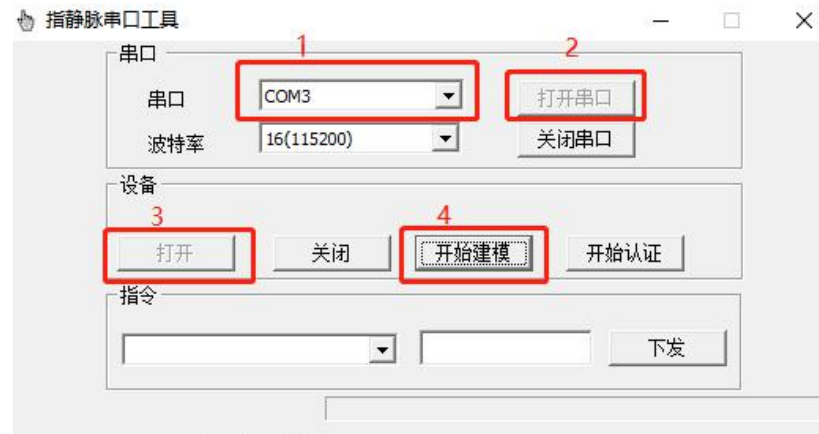 指静脉串口工具
1
2
串口
串口 COM3 打开串口
波特率 16(115200) 关闭串口
设备
3
4
打开 关闭 开始建模 开始认证
指令
下发